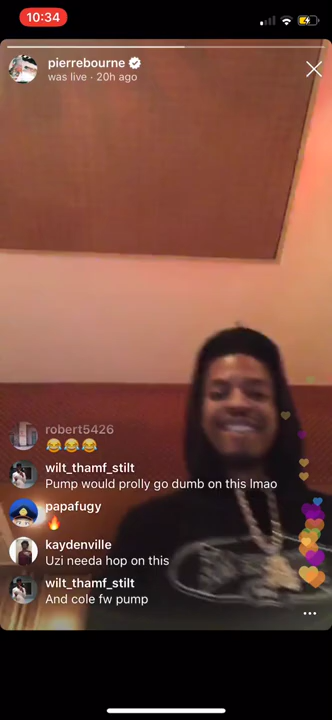 10:34
pierrebourne
was live · 20h ago
robert5426
😂😂😂
wilt_thamf_stilt
Pump would prolly go dumb on this lmao
papafugy
🔥
kaydenville
Uzi needa hop on this
wilt_thamf_stilt
And cole fw pump